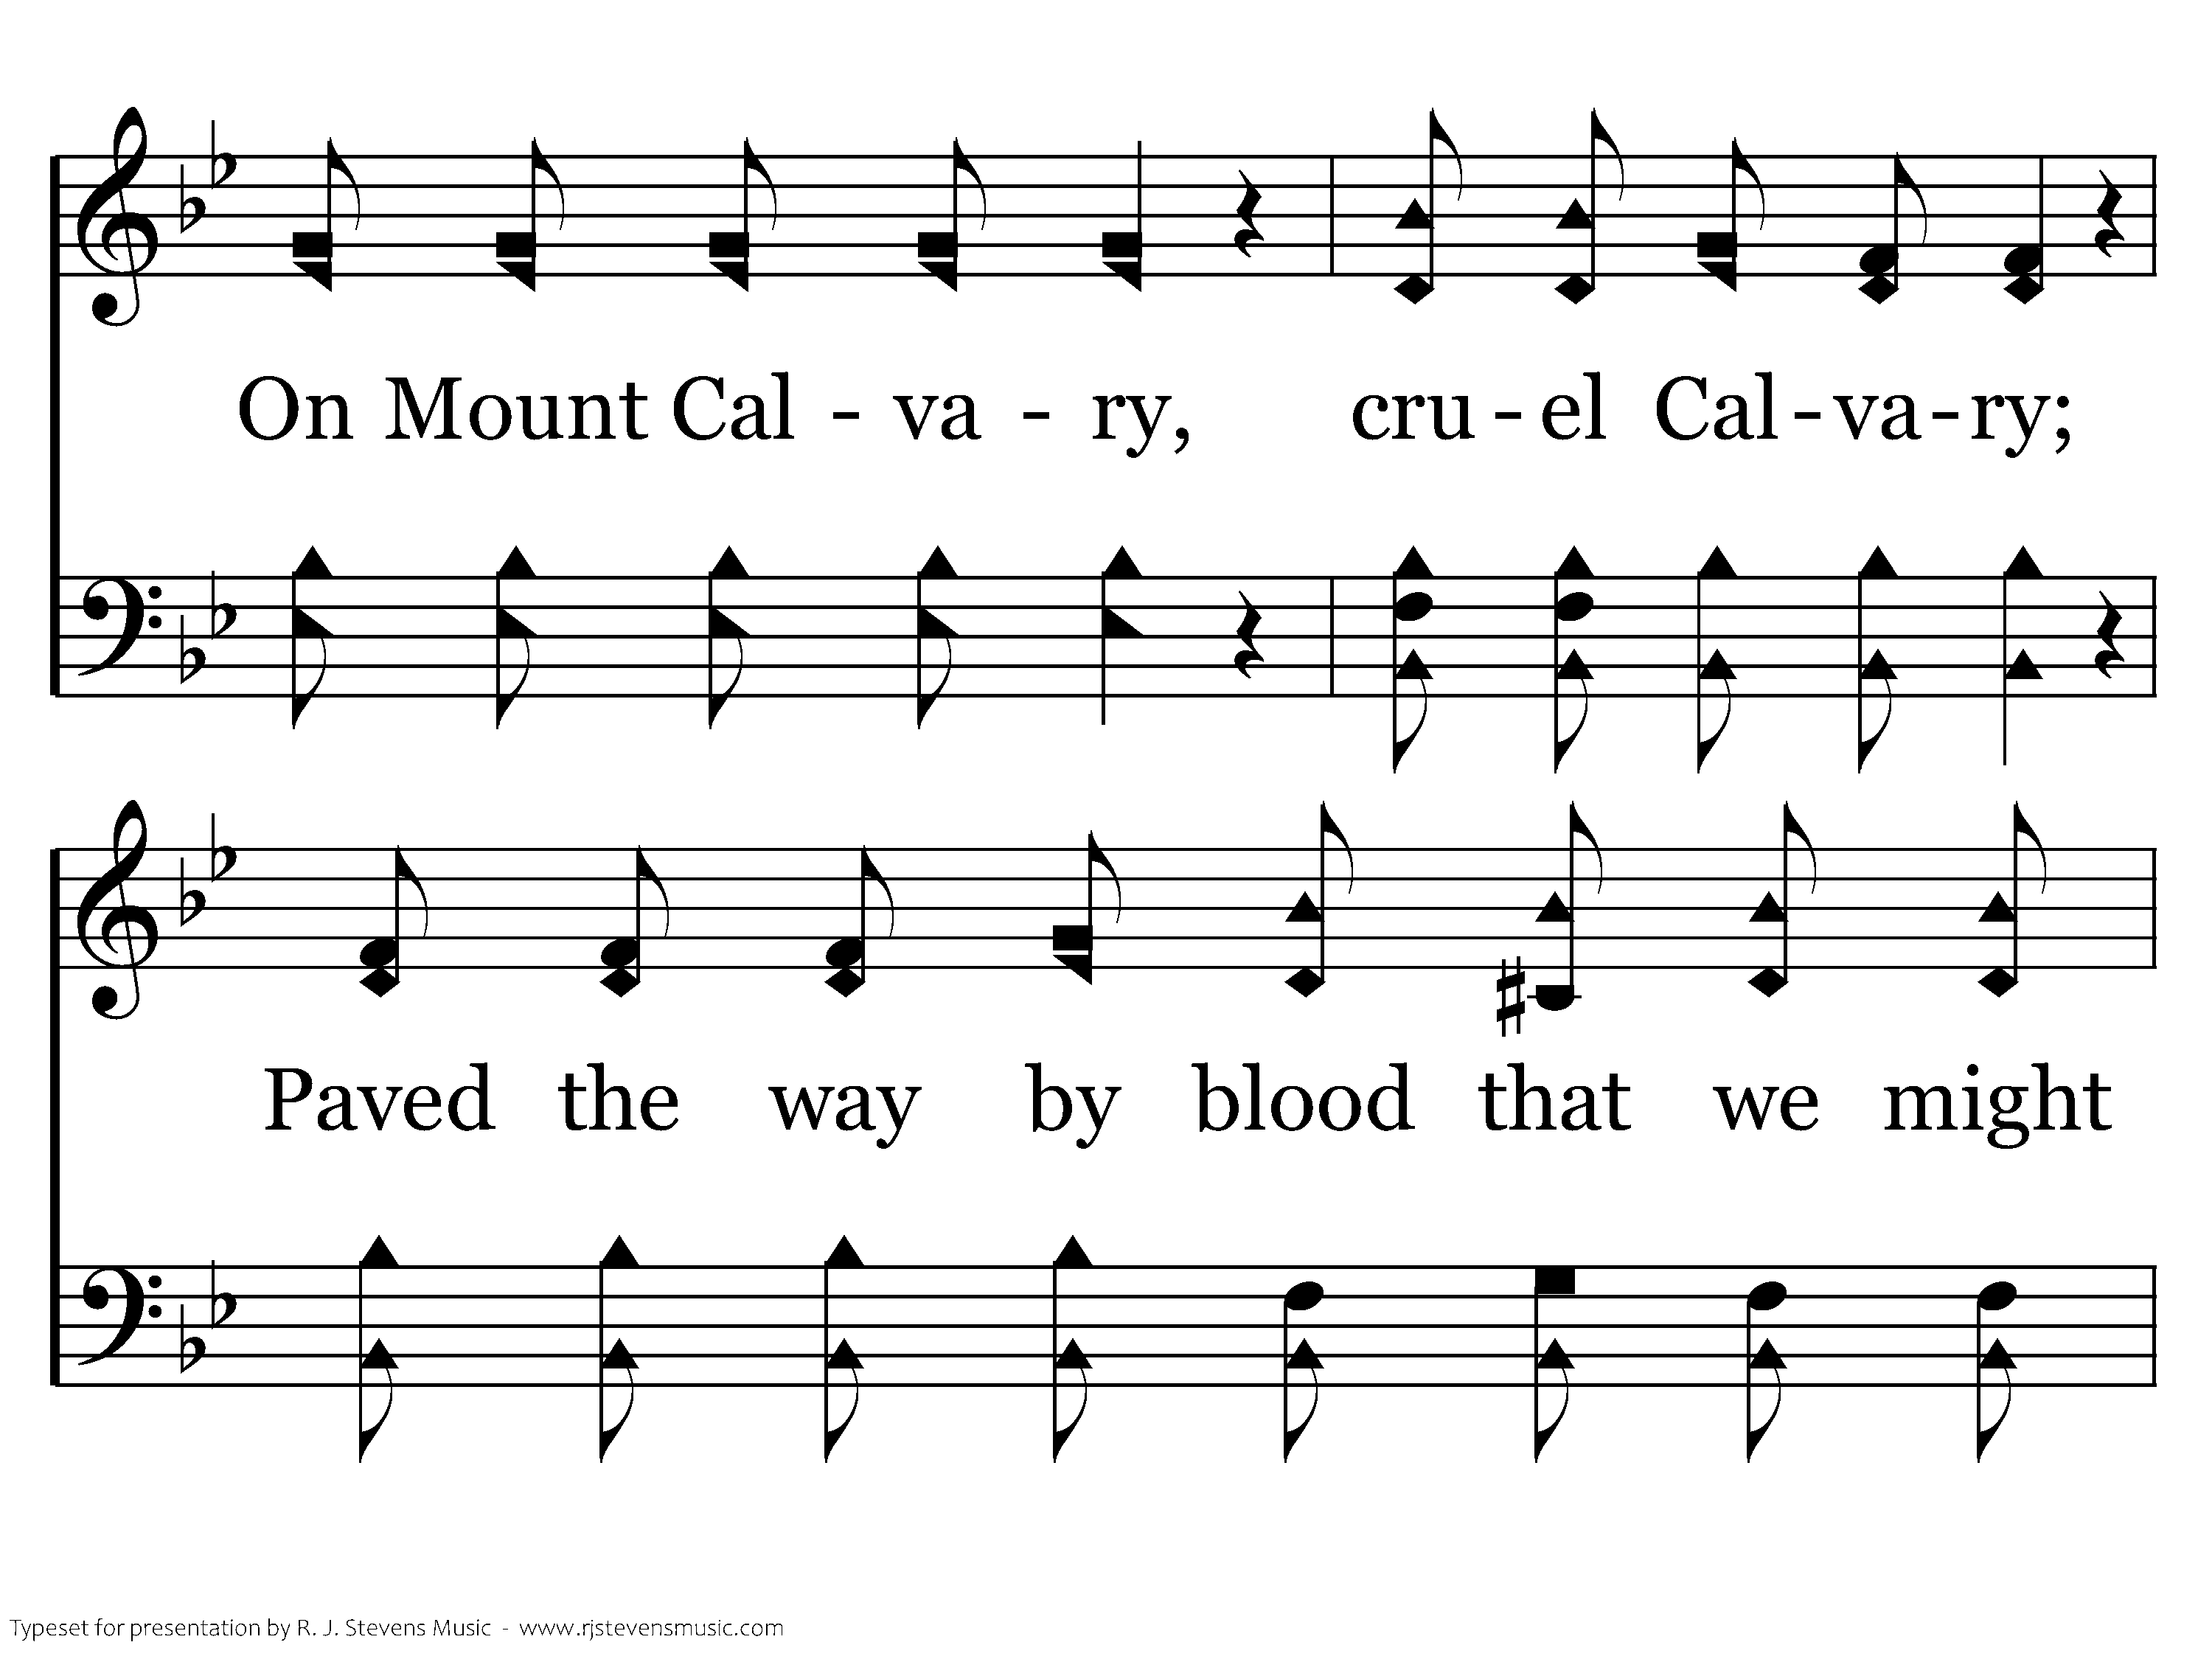 On Mount Cal - va - ry, cru - el Cal - va - ry;
Paved the way by blood that we might
Typeset for presentation by R. J. Stevens Music - www.rjstevensmusic.com